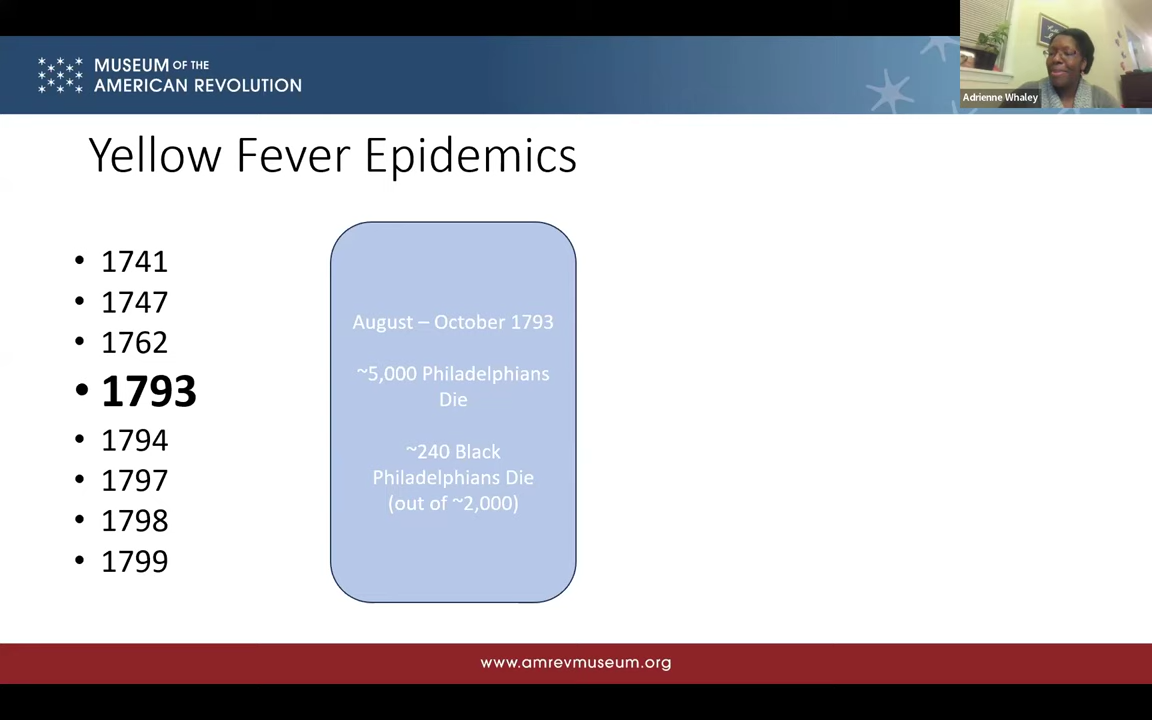 MUSEUM OF THE
AMERICAN REVOLUTION
Adrienne Whaley
Yellow Fever Epidemics
• 1741
• 1747
• 1762
• 1793
• 1794
• 1797
• 1798
• 1799
August – October 1793
~5,000 Philadelphians
Die
~240 Black
Philadelphians Die
(out of ~2,000)
www.amrevmuseum.org